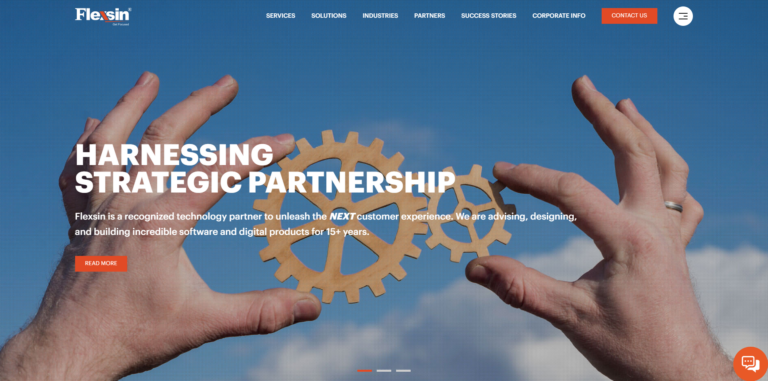 Flexsin®
SERVICES SOLUTIONS INDUSTRIES PARTNERS SUCCESS STORIES CORPORATE INFO CONTACT US
HARNESSING
STRATEGIC PARTNERSHIP
Flexsin is a recognized technology partner to unleash the NEXT customer experience. We are advising, designing,
and building incredible software and digital products for 15+ years.
READ MORE